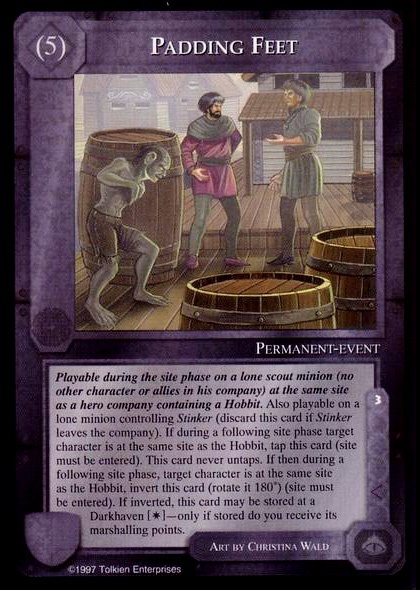 (5)
PADDING FEET
PERMANENT-EVENT
Playable during the site phase on a lone scout minion (no
other character or allies in his company) at the same site
as a hero company containing a Hobbit. Also playable on a
lone minion controlling Stinker (discard this card if Stinker
leaves the company). If during a following site phase target
character is at the same site as the Hobbit, tap this card (site
must be entered). This card never untaps. If then during a
following site phase, target character is at the same site
as the Hobbit, invert this card (rotate it 180˚) (site must
be entered). If inverted, this card may be stored at a
Darkhaven [✶]—only if stored do you receive its
marshalling points.
3
ART BY CHRISTINA WALD
©1997 Tolkien Enterprises